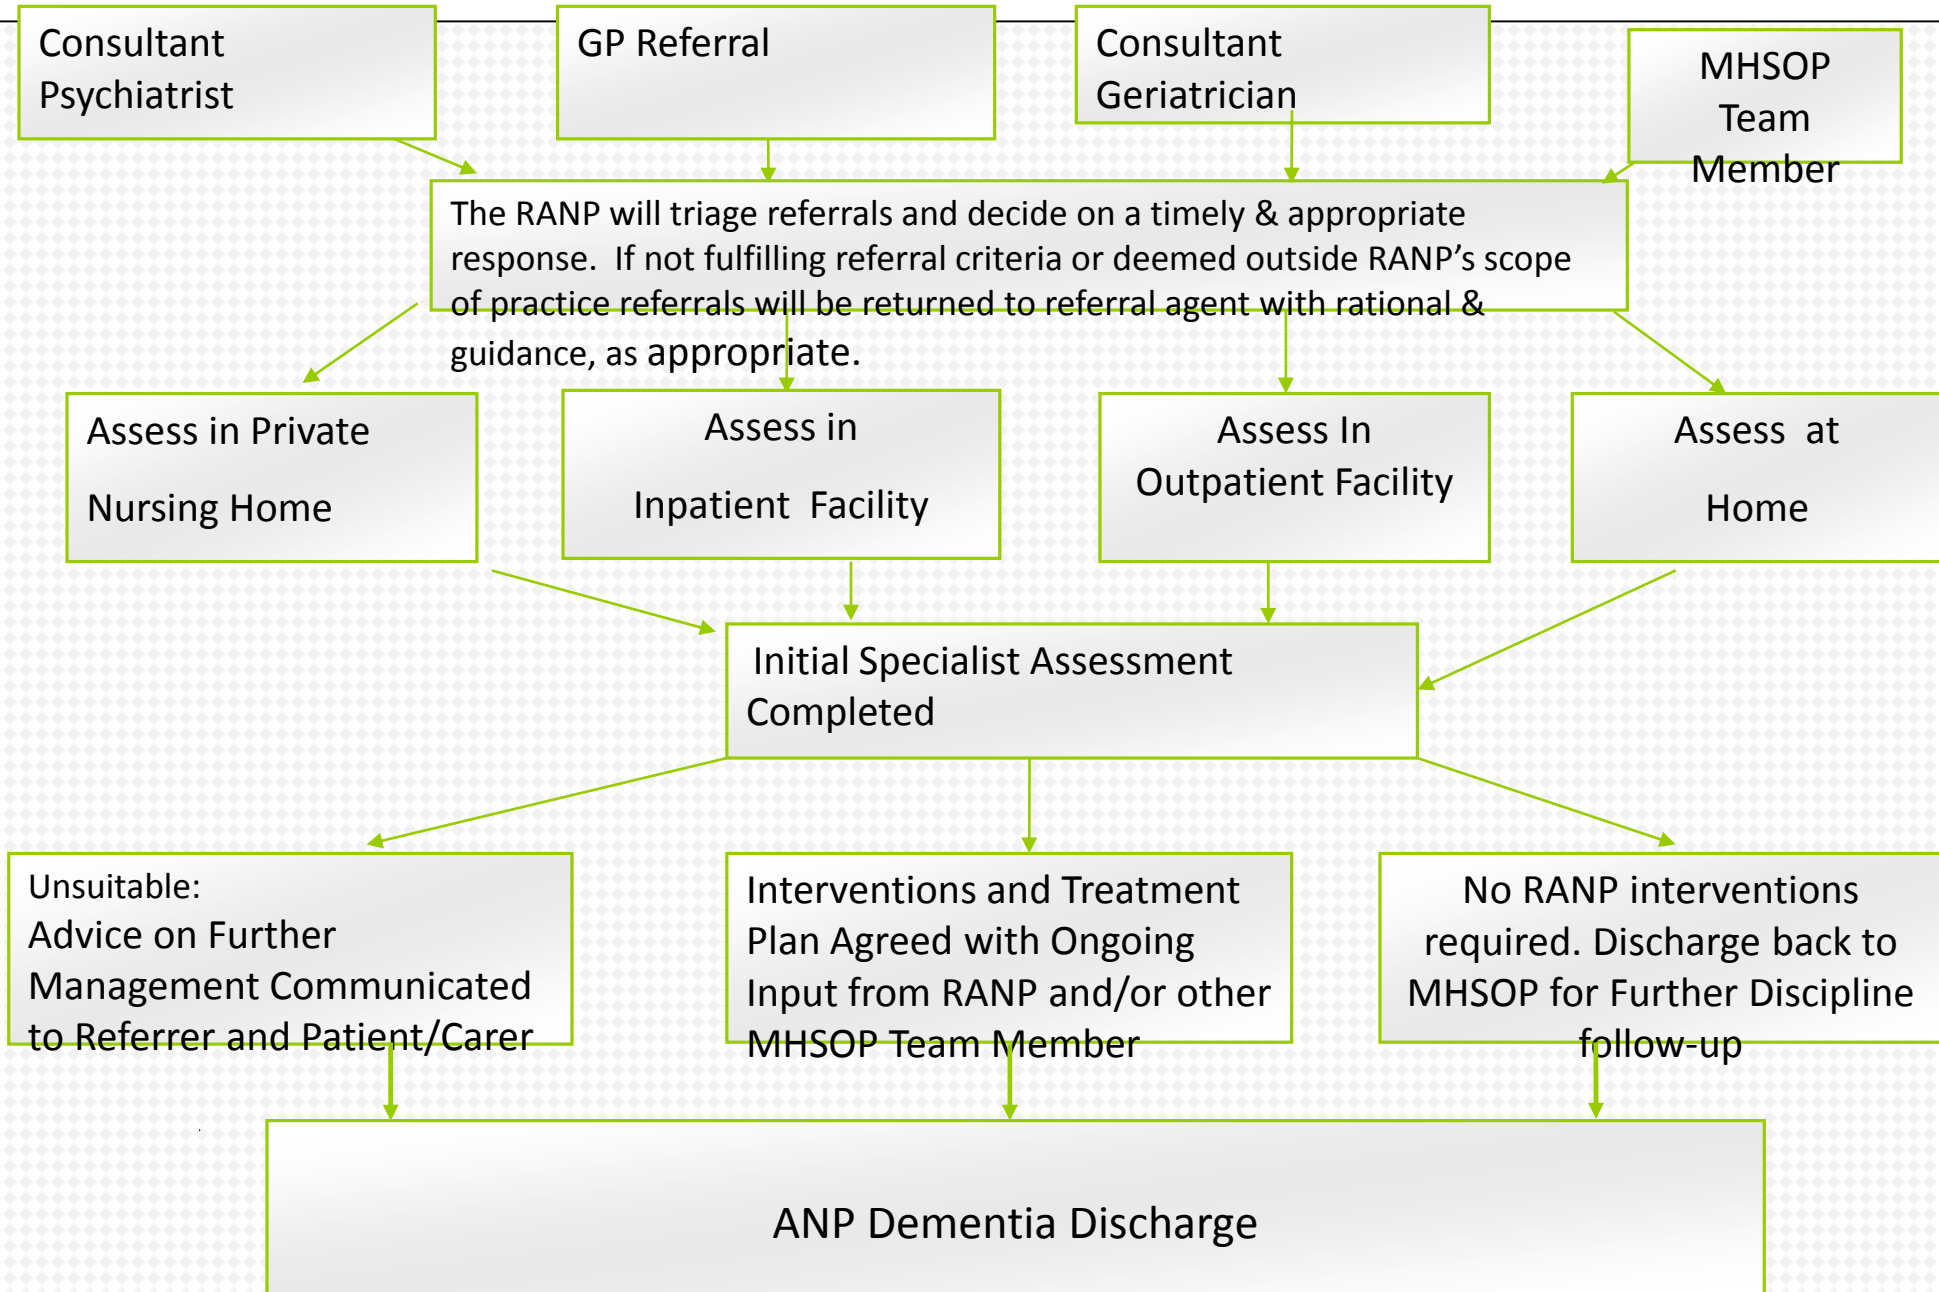 Consultant
Psychiatrist
GP Referral
Consultant
Geriatrician
MHSOP
Team
Member
The RANP will triage referrals and decide on a timely & appropriate
response.  If not fulfilling referral criteria or deemed outside RANP’s scope
of practice referrals will be returned to referral agent with rational &
guidance, as appropriate.
Assess in Private
Nursing Home
Assess in
Inpatient  Facility
Assess In
Outpatient Facility
Assess  at
Home
Initial Specialist Assessment
Completed
Unsuitable:
Advice on Further
Management Communicated
to Referrer and Patient/Carer
Interventions and Treatment
Plan Agreed with Ongoing
Input from RANP and/or other
MHSOP Team Member
No RANP interventions
required. Discharge back to
MHSOP for Further Discipline
follow-up
.
ANP Dementia Discharge